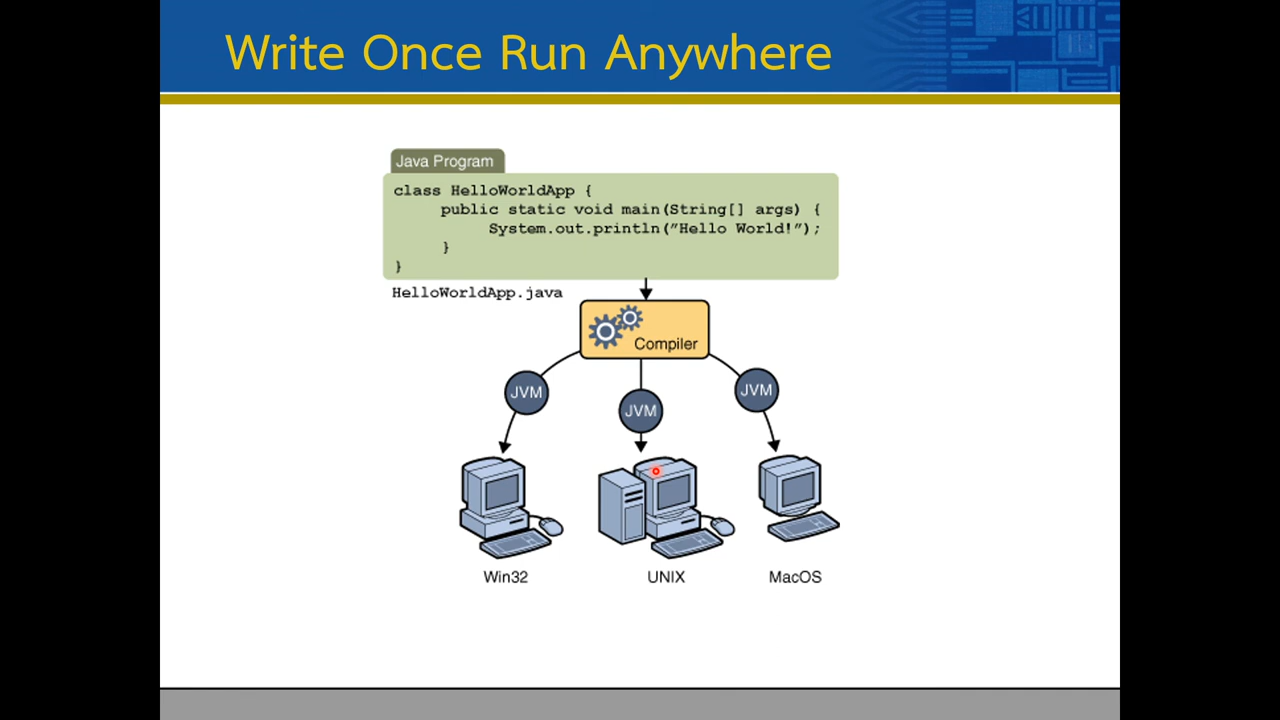 Write Once Run Anywhere
Java Program
class HelloWorldApp {
public static void main(String[] args) {
System.out.println("Hello World!");
}
}
HelloWorldApp.java
Compiler
JVM
JVM
JVM
Win32
UNIX
MacOS